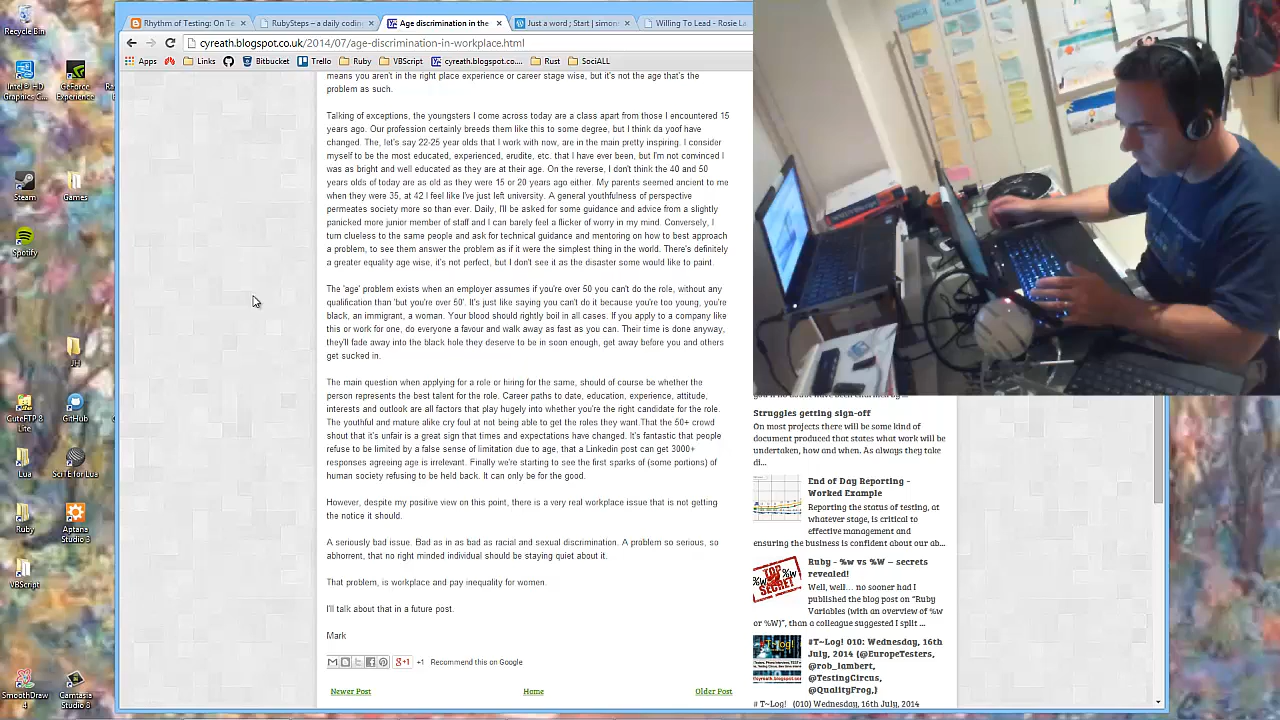 Recycle Bin
Intel® HD
Graphics C...
GeForce
Experience
Steam
Games
Spotify
JH
CuteFTP 8
Lite
GitHub
Lua
SciTE for Lua
Ruby
Aptana
Studio 3
VBScript
SmoothDraw
4
Camtasia
Studio 8
Rhythm of Testing: On Te
RubySteps – a daily codin
Age discrimination in the
Just a word ; Start | simon
Willing To Lead - Rosie La
cyreath.blogspot.co.uk/2014/07/age-discrimination-in-workplace.html
Apps
Links
Bitbucket
Trello
Ruby
VBScript
cyreath.blogspot.co....
Rust
SociALL
means you aren't in the right place experience or career stage wise, but it's not the age that's the
problem as such.
Talking of exceptions, the youngsters I come across today are a class apart from those I encountered 15
years ago. Our profession certainly breeds them like this to some degree, but I think da yoof have
changed. The, let's say 22-25 year olds that I work with now, are in the main pretty inspiring. I consider
myself to be the most educated, experienced, erudite, etc. that I have ever been, but I'm not convinced I
was as bright and well educated as they are at their age. On the reverse, I don't think the 40 and 50
years olds of today are as old as they were 15 or 20 years ago either. My parents seemed ancient to me
when they were 35, at 42 I feel like I've just left university. A general youthfulness of perspective
permeates society more so than ever. Daily, I'll be asked for some guidance and advice from a slightly
panicked more junior member of staff and I can barely feel a flicker of worry in my mind. Conversely, I
turn clueless to the same people and ask for technical guidance and mentoring on how to best approach
a problem, to see them answer the problem as if it were the simplest thing in the world. There's definitely
a greater equality age wise, it's not perfect, but I don't see it as the disaster some would like to paint.
The 'age' problem exists when an employer assumes if you're over 50 you can't do the role, without any
qualification than 'but you're over 50'. It's just like saying you can't do it because you're too young, you're
black, an immigrant, a woman. Your blood should rightly boil in all cases. If you apply to a company like
this or work for one, do everyone a favour and walk away as fast as you can. Their time is done anyway,
they'll fade away into the black hole they deserve to be in soon enough, get away before you and others
get sucked in.
The main question when applying for a role or hiring for the same, should of course be whether the
person represents the best talent for the role. Career paths to date, education, experience, attitude,
interests and outlook are all factors that play hugely into whether you're the right candidate for the role.
The youthful and mature alike cry foul at not being able to get the roles they want.That the 50+ crowd
shout that it's unfair is a great sign that times and expectations have changed. It's fantastic that people
refuse to be limited by a false sense of limitation due to age, that a Linkedin post can get 3000+
responses agreeing age is irrelevant. Finally we're starting to see the first sparks of (some portions) of
human society refusing to be held back. It can only be for the good.
However, despite my positive view on this point, there is a very real workplace issue that is not getting
the notice it should.
A seriously bad issue. Bad as in as bad as racial and sexual discrimination. A problem so serious, so
abhorrent, that no right minded individual should be staying quiet about it.
That problem, is workplace and pay inequality for women.
I'll talk about that in a future post.
Mark
+1 Recommend this on Google
Newer Post
Home
Older Post
Struggles getting sign-off
On most projects there will be some kind of
document produced that states what work will be
undertaken, how and when. As always they take
di...
End of Day Reporting -
Worked Example
Reporting the status of testing, at
whatever stage, is critical to
effective management and
ensuring the business is confident about our ab...
Ruby - %w vs %W – secrets
revealed!
Well, well… no sooner had I
published the blog post on “Ruby
Variables (with an overview of %w
or %W)”, than a colleague suggested I split ...
TOP
SECRET
#T~Log! 010: Wednesday, 16th
July, 2014 (@EuropeTesters,
@rob_lambert,
@TestingCircus,
@QualityFrog,}
# T~Log! (010) Wednesday, 16th July, 2014